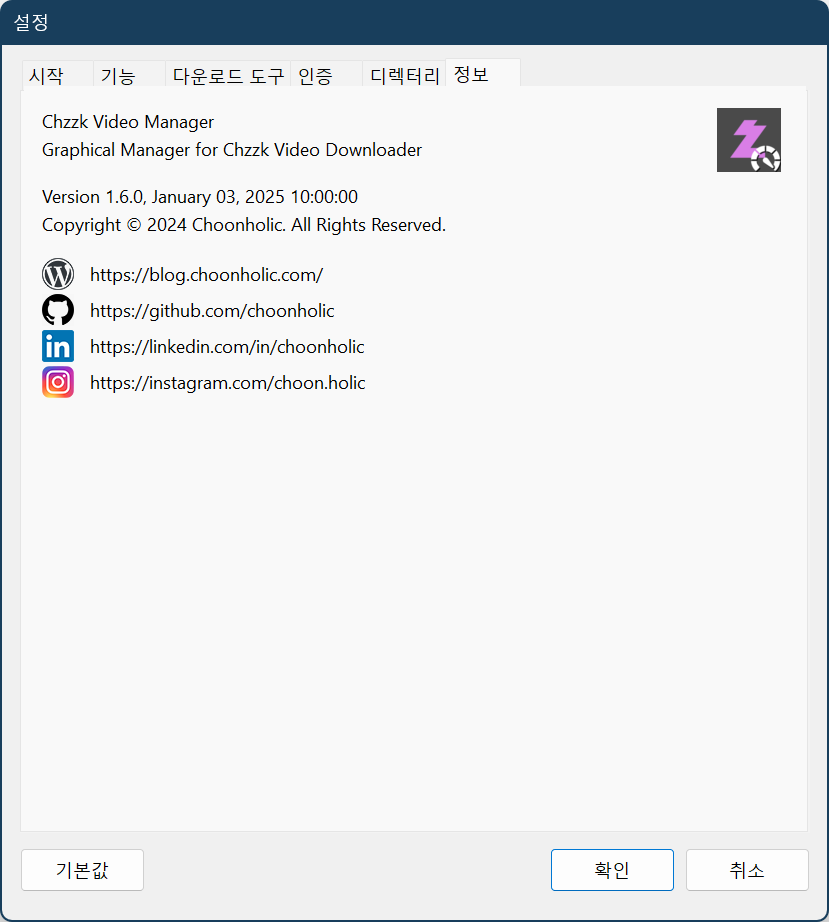 설정
시작 기능 다운로드 도구 인증 디렉터리 정보
Chzzk Video Manager
Graphical Manager for Chzzk Video Downloader
Version 1.6.0, January 03, 2025 10:00:00
Copyright © 2024 Choonholic. All Rights Reserved.
https://blog.choonholic.com/
https://github.com/choonholic
https://linkedin.com/in/choonholic
https://instagram.com/choon.holic
기본값 확인 취소